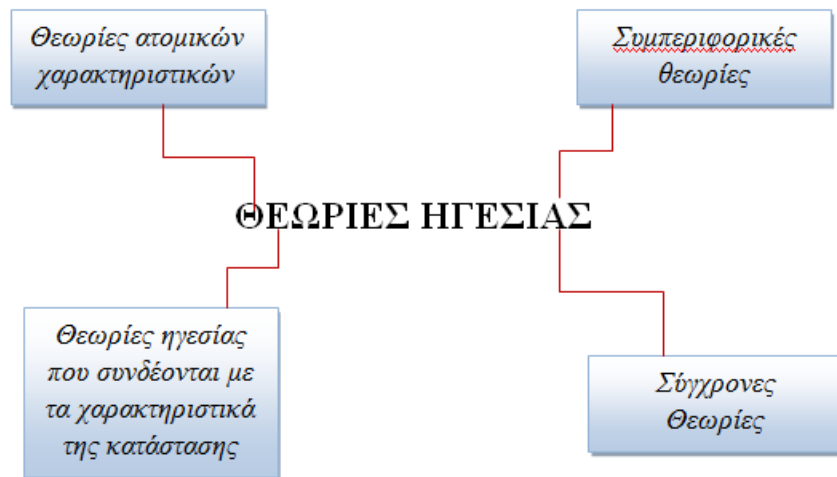 Θεωρίες ατομικών
χαρακτηριστικών
Συμπεριφορικές
θεωρίες
ΘΕΩΡΙΕΣ ΗΓΕΣΙΑΣ
Θεωρίες ηγεσίας
που συνδέονται με
τα χαρακτηριστικά
της κατάστασης
Σύγχρονες
Θεωρίες